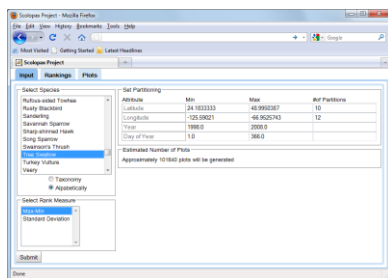 Scolopax Project - Mozilla Firefox
File Edit View History Bookmarks Tools Help
Google
Most Visited Getting Started Latest Headlines
Scolopax Project
Input Rankings Plots
Select Species
Rufous-sided Towhee
Rusty Blackbird
Sanderling
Savannah Sparrow
Sharp-shinned Hawk
Song Sparrow
Swainson's Thrush
Tree Swallow
Turkey Vulture
Veery
Taxonomy
Alpabetically
Select Rank Measure
Max-Min
Standard Deviation
Submit
Set Partitioning
Attribute Min Max #of Partitions
Latitude 24.1833333 10
Longitude -125.59021 -66.9525743 12
Year 1998.0 2008.0
Day of Year 1.0 366.0
Estimated Number of Plots
Approximately 101640 plots will be generated
Done